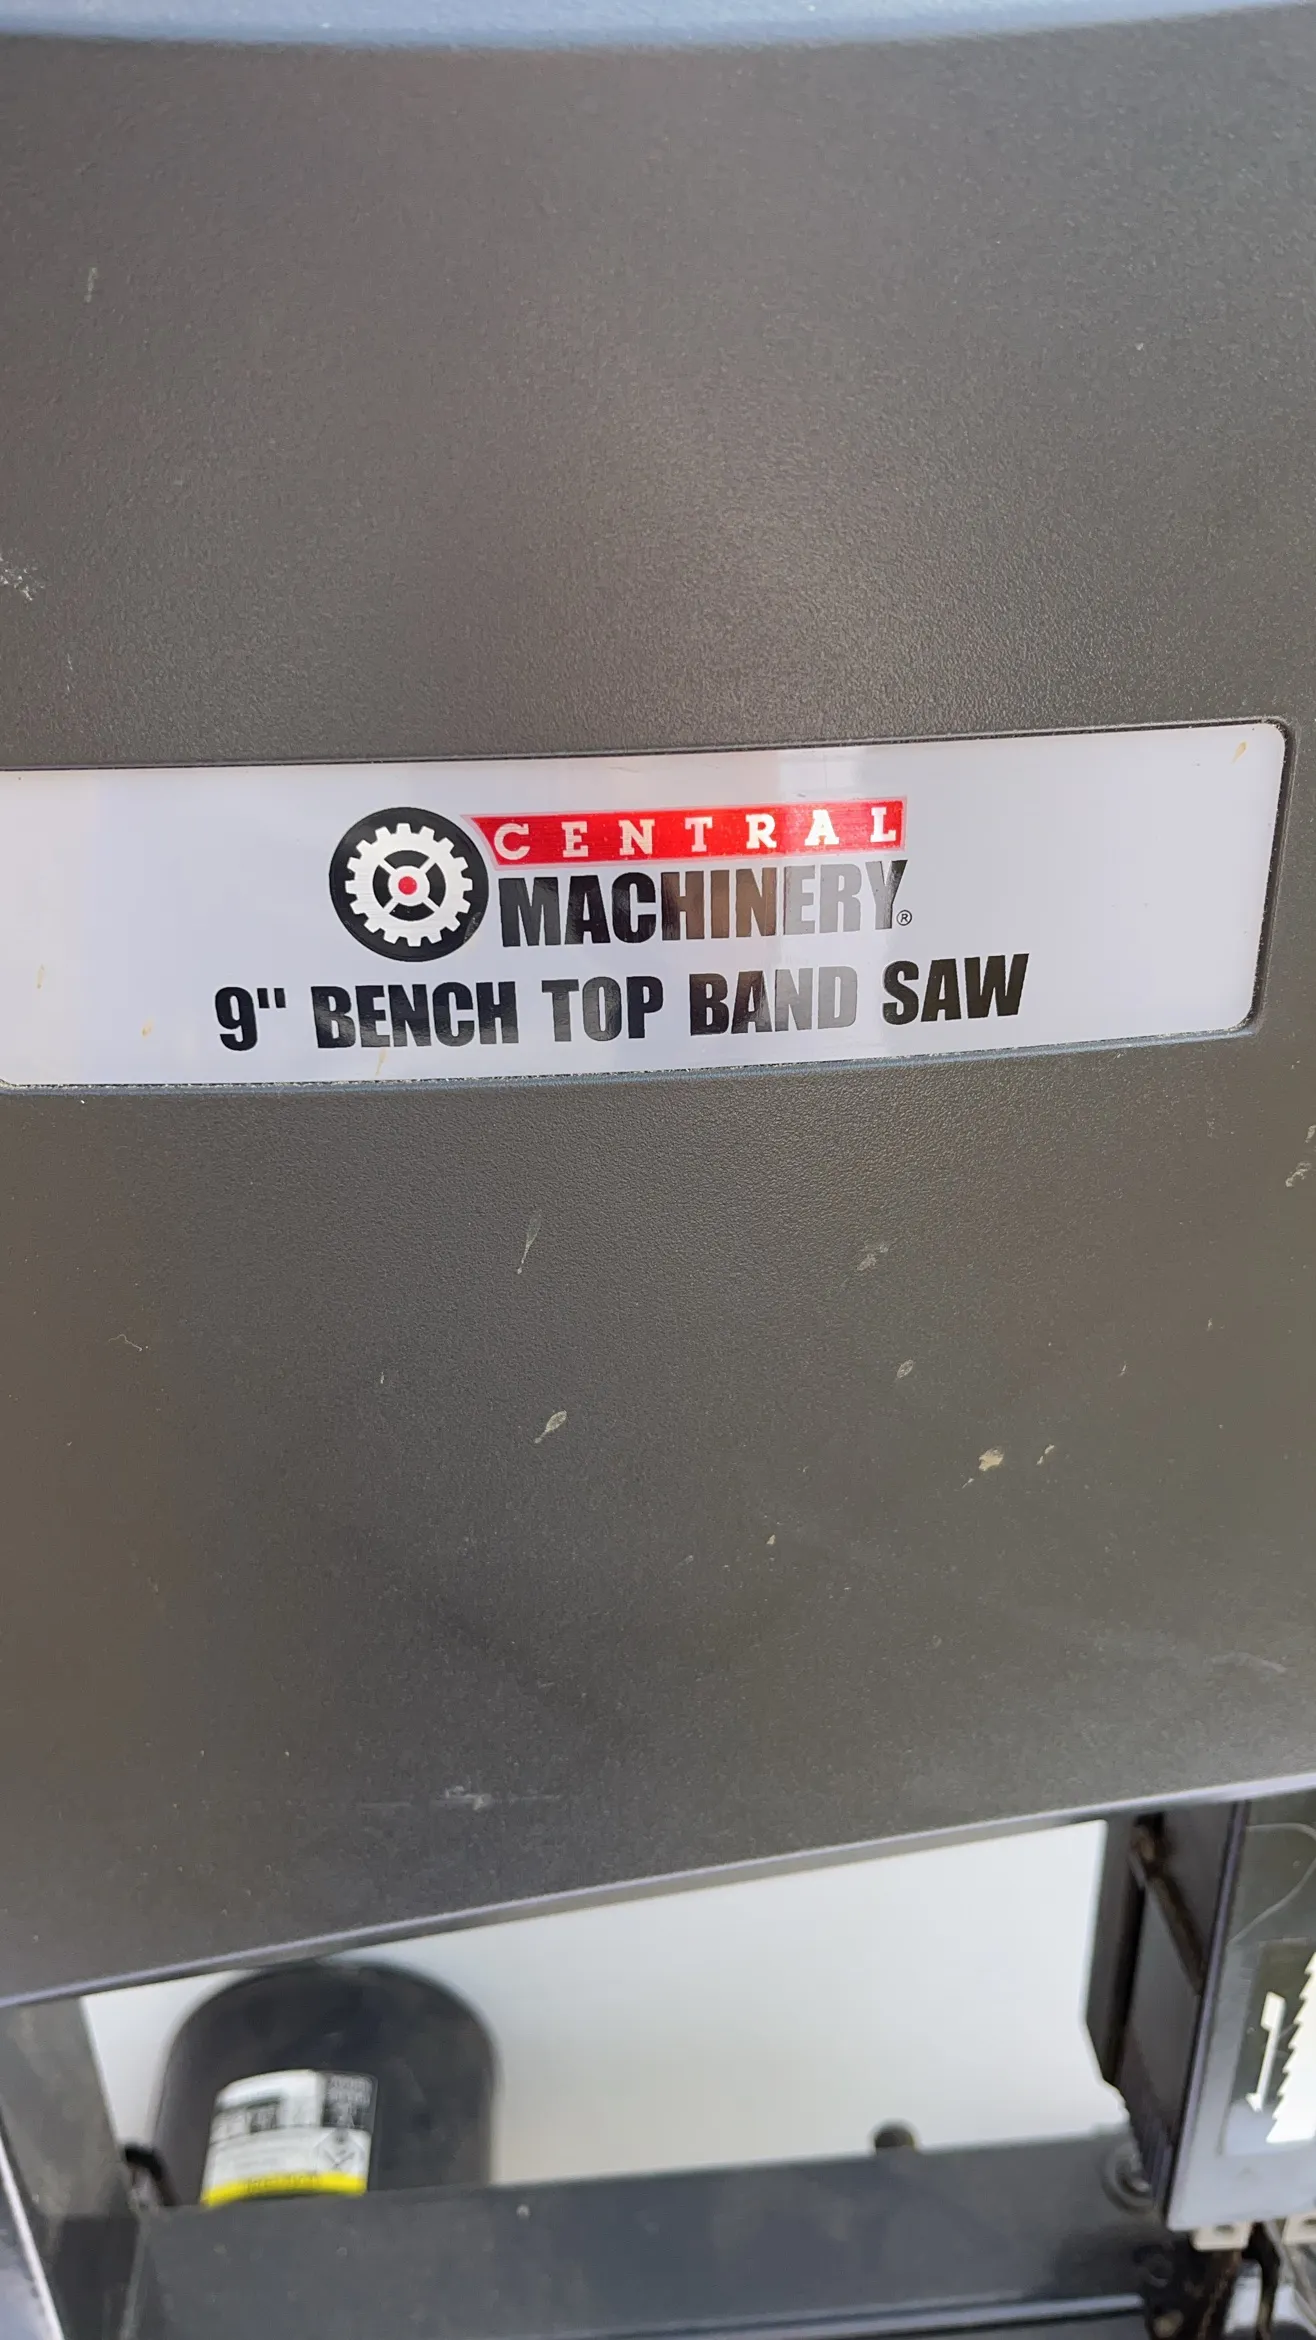 CENTRAL
MACHINERY®
9" BENCH TOP BAND SAW